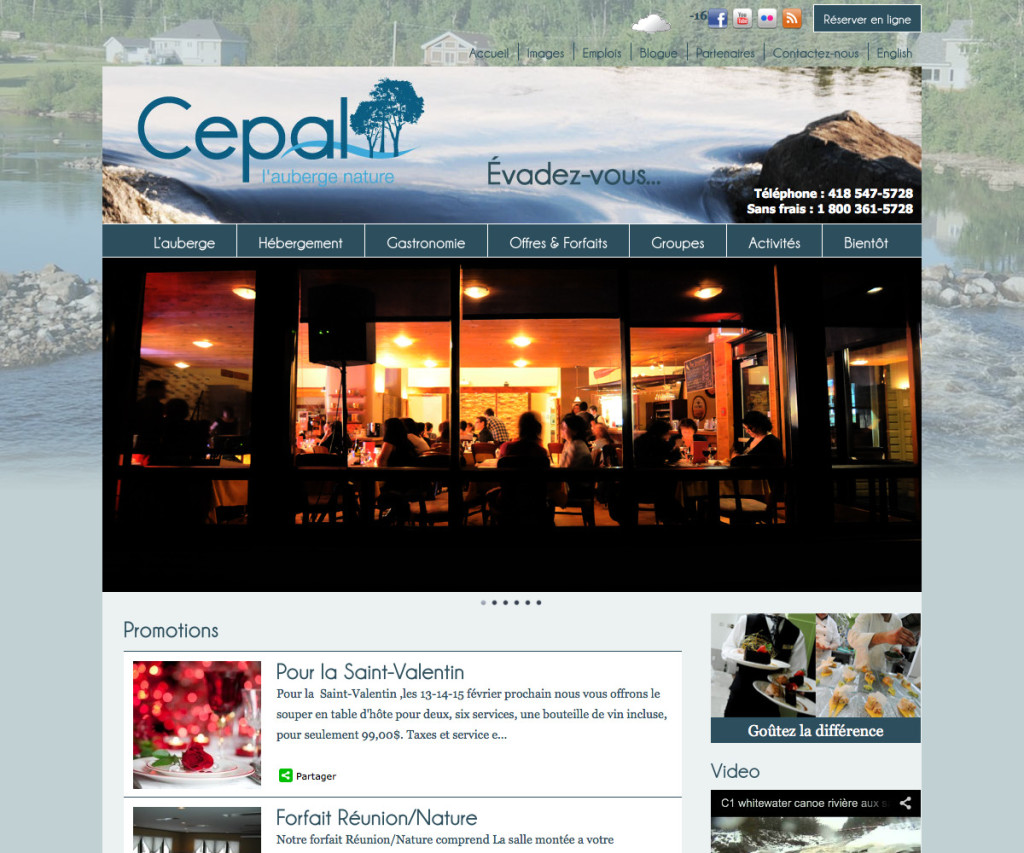 -16
Réserver en ligne
Accueil
Images
Emplois
Blogue
Partenaires
Contactez-nous
English
Cepal
l'auberge nature
Évadez-vous...
Téléphone : 418 547-5728
Sans frais : 1 800 361-5728
L'auberge
Hébergement
Gastronomie
Offres & Forfaits
Groupes
Activités
Bientôt
Promotions
Pour la Saint-Valentin
Pour la Saint-Valentin ,les 13-14-15 février prochain nous vous offrons le
souper en table d'hôte pour deux, six services, une bouteille de vin incluse,
pour seulement 99,00$. Taxes et service e...
Partager
Forfait Réunion/Nature
Notre forfait Réunion/Nature comprend La salle montée a votre
Goûtez la différence
Video
C1 whitewater canoe rivière aux